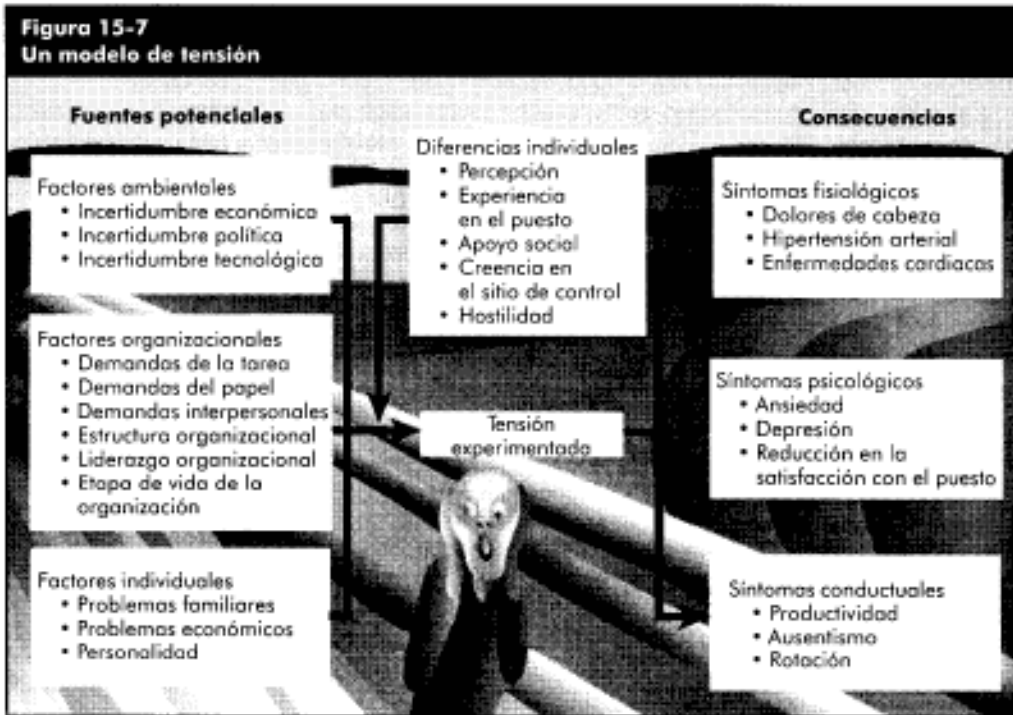 Figura 15-7
Un modelo de tensión
Fuentes potenciales
Factores ambientales
• Incertidumbre económica
• Incertidumbre política
• Incertidumbre tecnológica
Factores organizacionales
• Demandas de la tarea
• Demandas del papel
• Demandas interpersonales
• Estructura organizacional
• Liderazgo organizacional
• Etapa de vida de la
organización
Factores individuales
• Problemas familiares
• Problemas económicos
• Personalidad
Diferencias individuales
• Percepción
• Experiencia
en el puesto
• Apoyo social
• Creencia en
el sitio de control
• Hostilidad
Tensión
experimentada
Consecuencias
Síntomas fisiológicos
• Dolores de cabeza
• Hipertensión arterial
• Enfermedades cardiacas
Síntomas psicológicos
• Ansiedad
• Depresión
• Reducción en la
satisfacción con el puesto
Síntomas conductuales
• Productividad
• Ausentismo
• Rotación